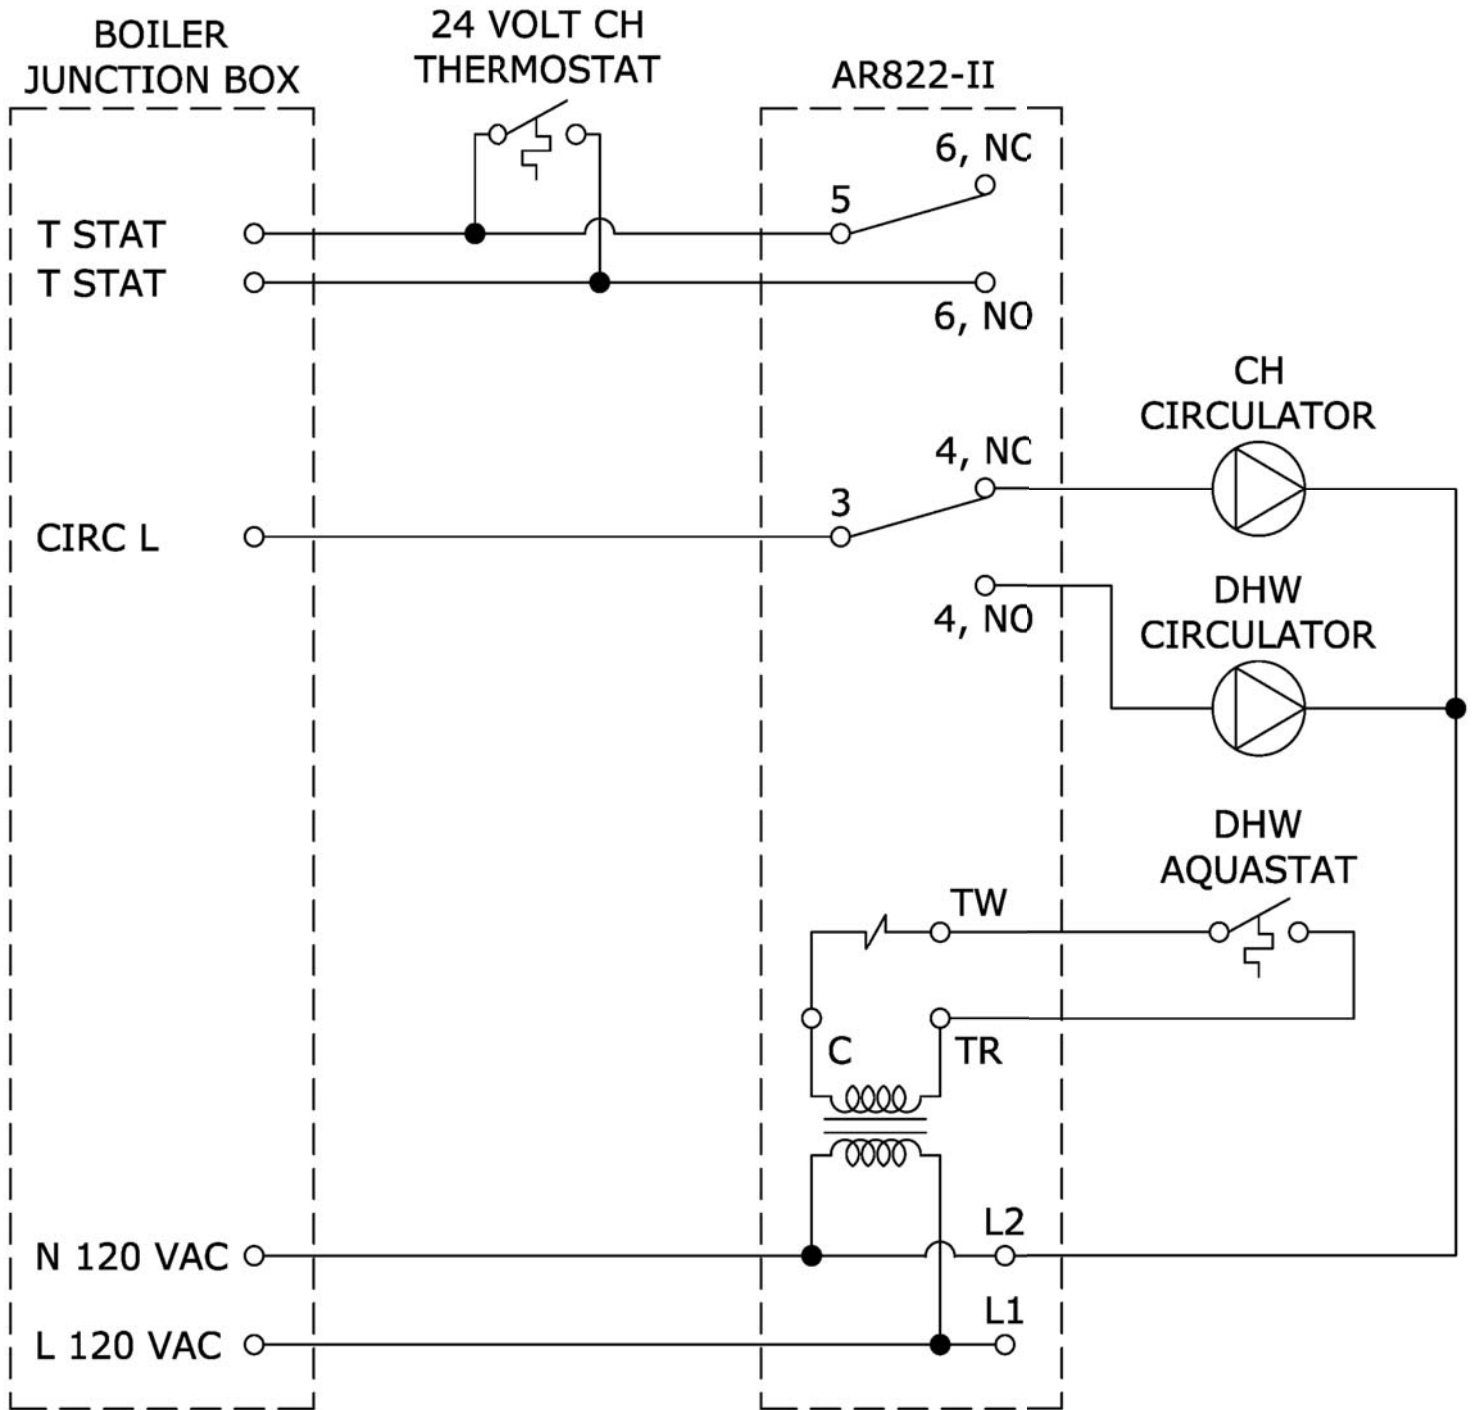 BOILER
JUNCTION BOX
24 VOLT CH
THERMOSTAT
AR822-II
6, NC
5
T STAT
T STAT
6, NO
CH
CIRCULATOR
4, NC
3
CIRC L
DHW
CIRCULATOR
4, NO
DHW
AQUASTAT
TW
C
TR
L2
N 120 VAC
L1
L 120 VAC